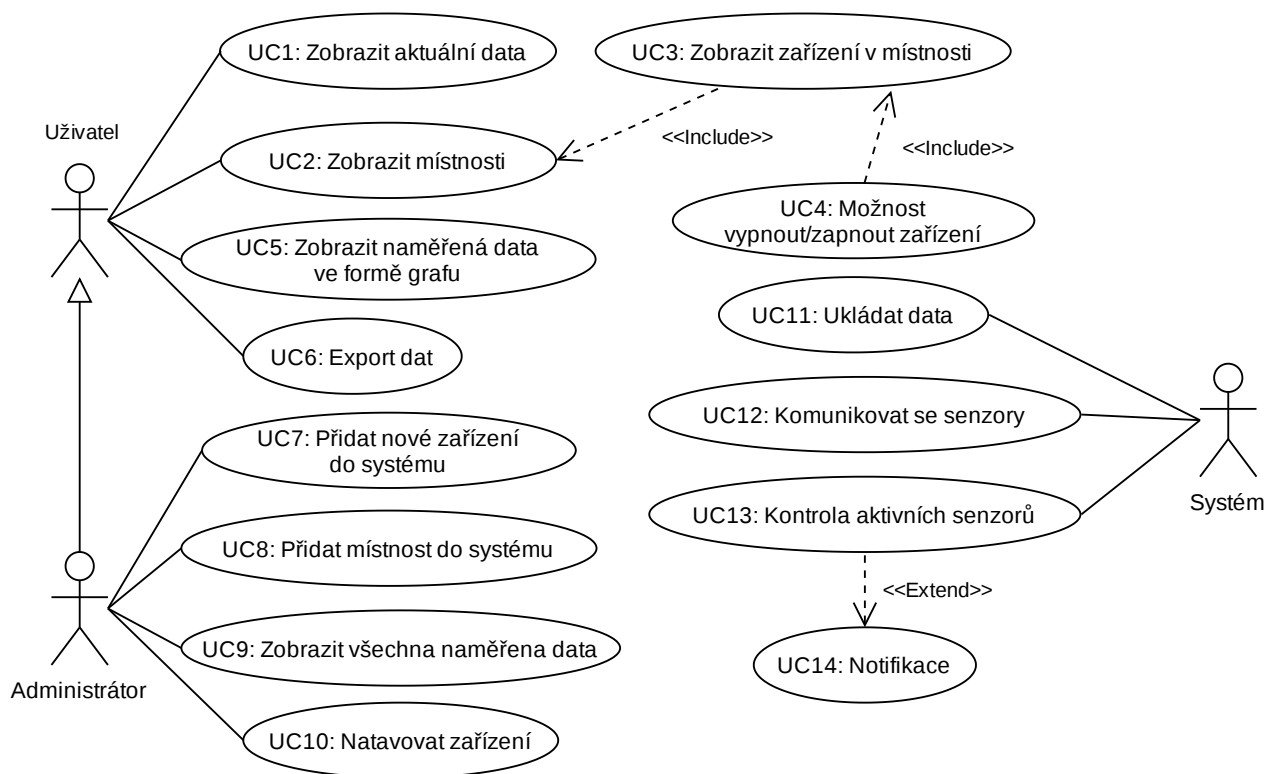 UC1: Zobrazit aktuální data
UC3: Zobrazit zařízení v místnosti
Uživatel
<<Include>>
<<Include>>
UC2: Zobrazit místnosti
UC4: Možnost
vypnout/zapnout zařízení
UC5: Zobrazit naměřená data
ve formě grafu
UC11: Ukládat data
UC6: Export dat
UC12: Komunikovat se senzory
UC7: Přidat nové zařízení
do systému
Systém
UC13: Kontrola aktivních senzorů
UC8: Přidat místnost do systému
<<Extend>>
UC9: Zobrazit všechna naměřena data
UC14: Notifikace
Administrátor
UC10: Natavovat zařízení